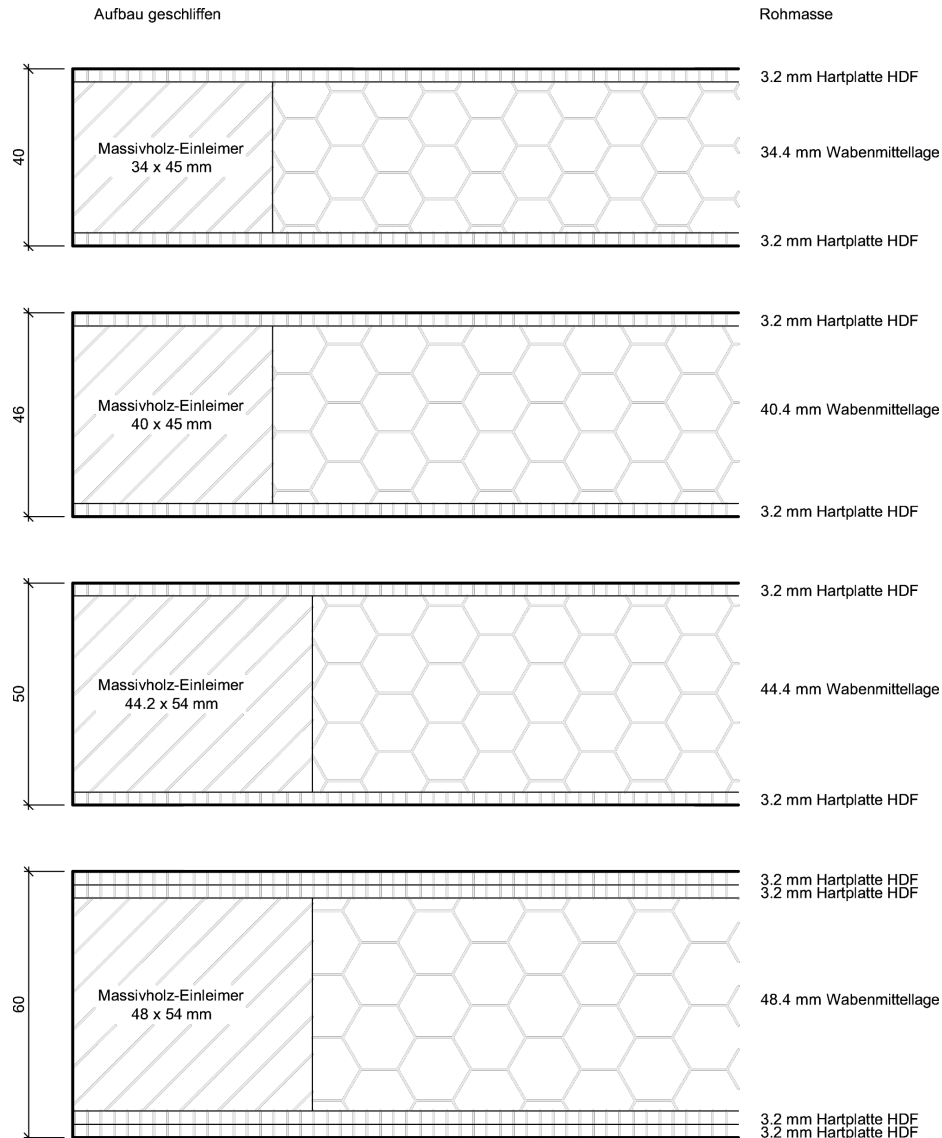 Aufbau geschliffen
Rohmasse
3.2 mm Hartplatte HDF
40
Massivholz-Einleimer
34 x 45 mm
34.4 mm Wabenmittellage
3.2 mm Hartplatte HDF
3.2 mm Hartplatte HDF
46
Massivholz-Einleimer
40 x 45 mm
40.4 mm Wabenmittellage
3.2 mm Hartplatte HDF
3.2 mm Hartplatte HDF
50
Massivholz-Einleimer
44.2 x 54 mm
44.4 mm Wabenmittellage
3.2 mm Hartplatte HDF
3.2 mm Hartplatte HDF
3.2 mm Hartplatte HDF
60
Massivholz-Einleimer
48 x 54 mm
48.4 mm Wabenmittellage
3.2 mm Hartplatte HDF
3.2 mm Hartplatte HDF